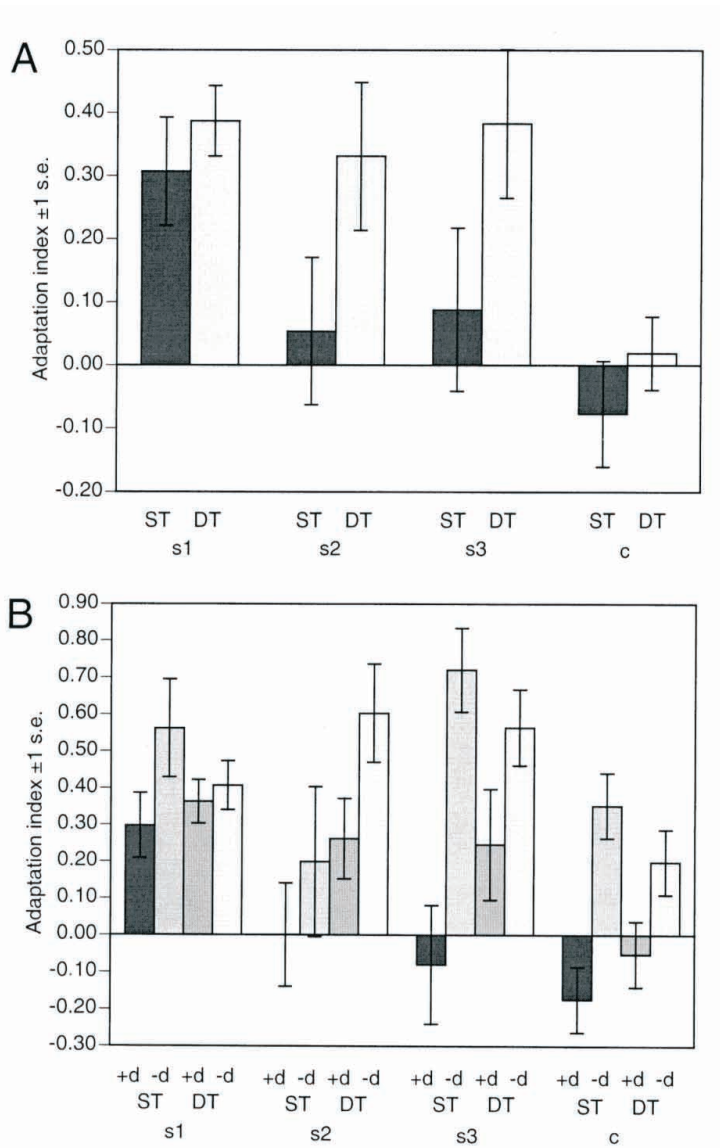 A
Adaptation index ±1 s.e.
0.50
0.40
0.30
0.20
0.10
0.00
-0.10
-0.20
ST DT ST DT ST DT ST DT
s1 s2 s3 c
B
Adaptation index ±1 s.e.
0.90
0.80
0.70
0.60
0.50
0.40
0.30
0.20
0.10
0.00
-0.10
-0.20
-0.30
+d -d +d -d +d -d +d -d +d -d +d -d +d -d +d -d
ST DT ST DT ST DT ST DT
s1 s2 s3 c